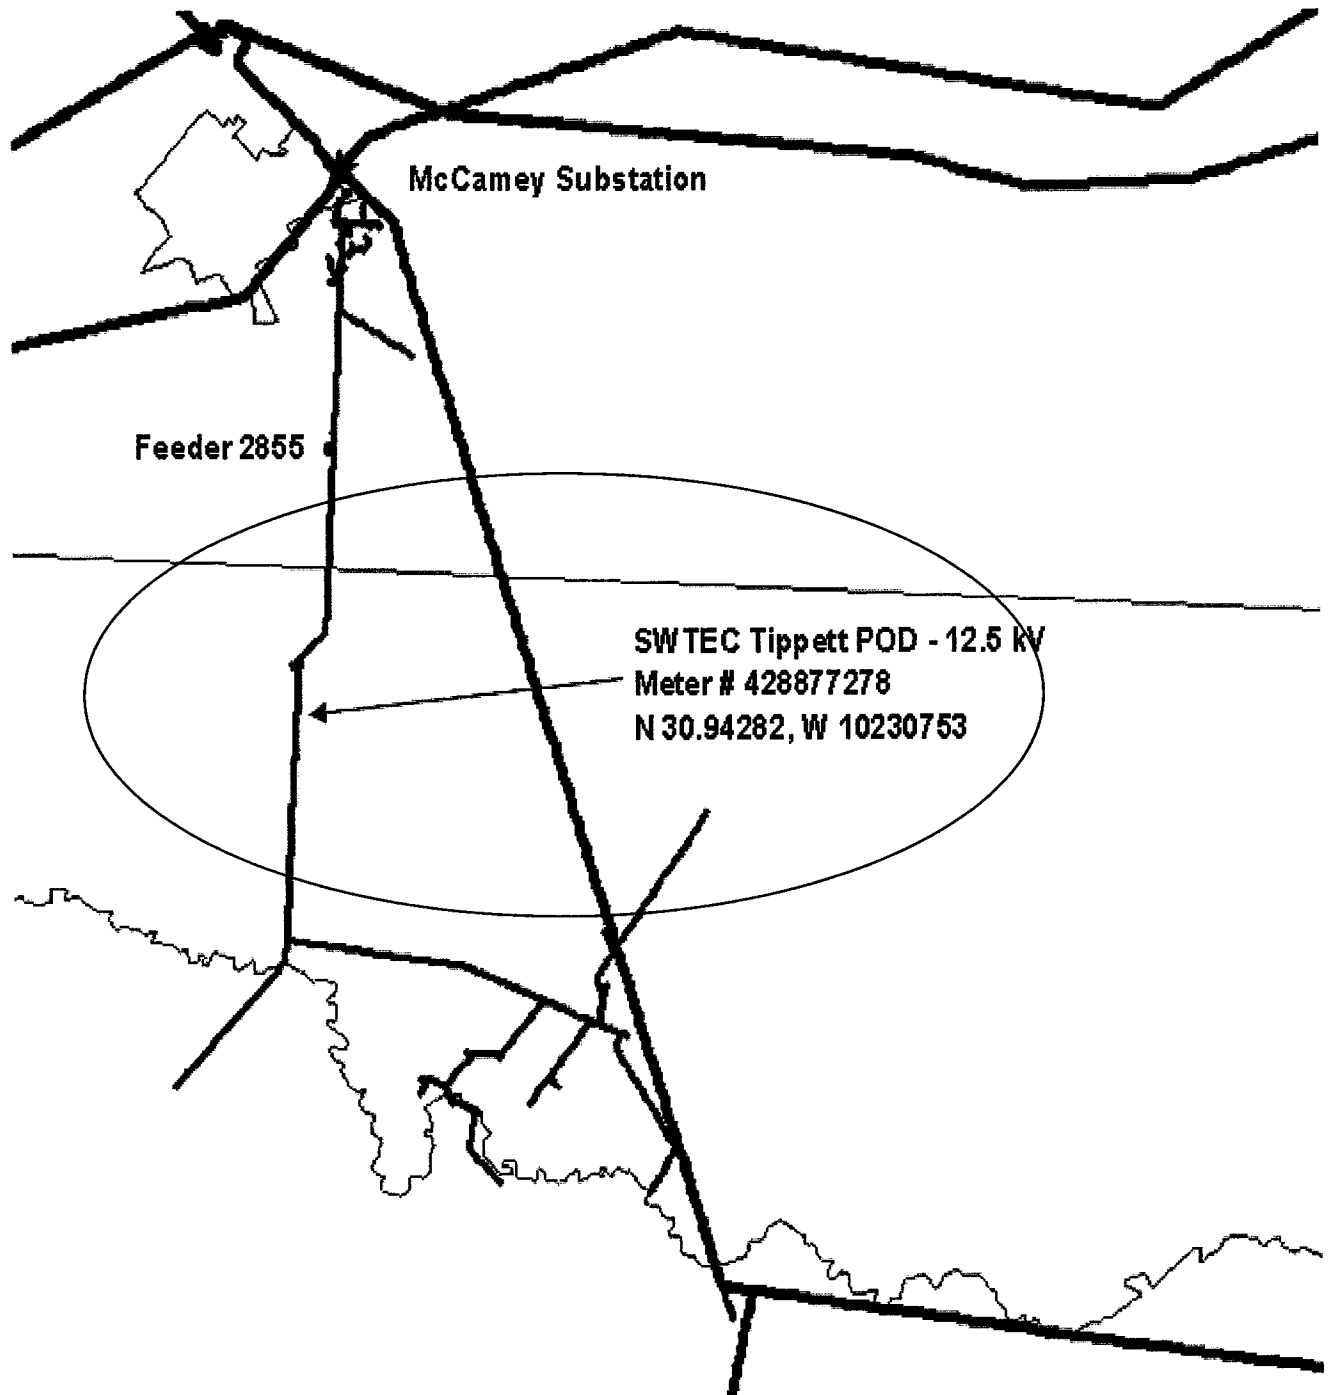 McCamey Substation
Feeder 2855
SWTEC Tippett POD - 12.5 kV
Meter # 428877278
N 30.94282, W 10230753